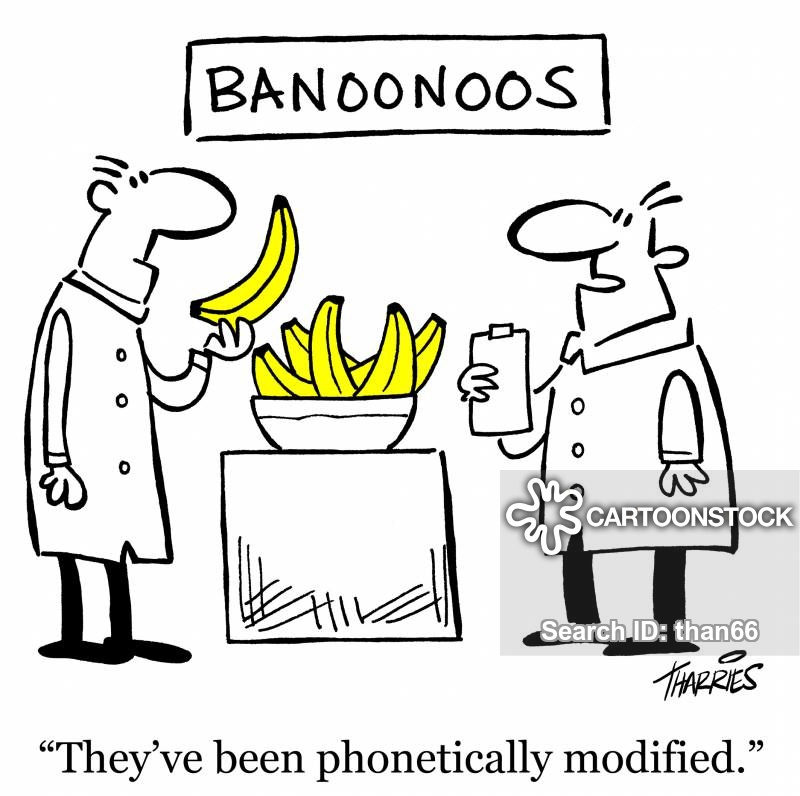 BANOONOOS
CARTOONSTOCK
Search ID: than66
THARRIES
“They’ve been phonetically modified.”